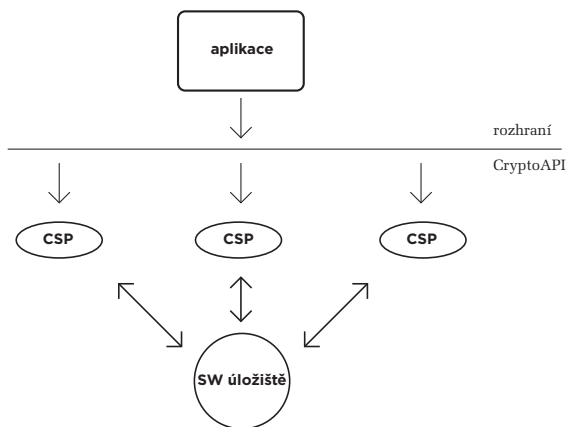 aplikace
rozhraní
CryptoAPI
CSP
CSP
CSP
SW úložiště